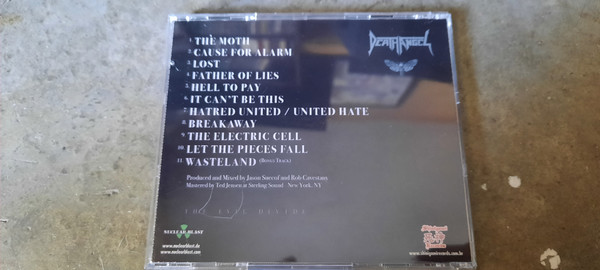 DEATH ANGEL
1. THE MOTH
2. CAUSE FOR ALARM
3. LOST
4. FATHER OF LIES
5. HELL TO PAY
6. IT CAN'T BE THIS
7. HATRED UNITED / UNITED HATE
8. BREAKAWAY
9. THE ELECTRIC CELL
10. LET THE PIECES FALL
11. WASTELAND (BONUS TRACK)
Produced and Mixed by Jason Suecof and Rob Cavestany
Mastered by Ted Jensen at Sterling Sound - New York, NY
THE EVIL DIVIDE
NUCLEAR BLAST
www.nuclearblast.de
www.nuclearblast.com